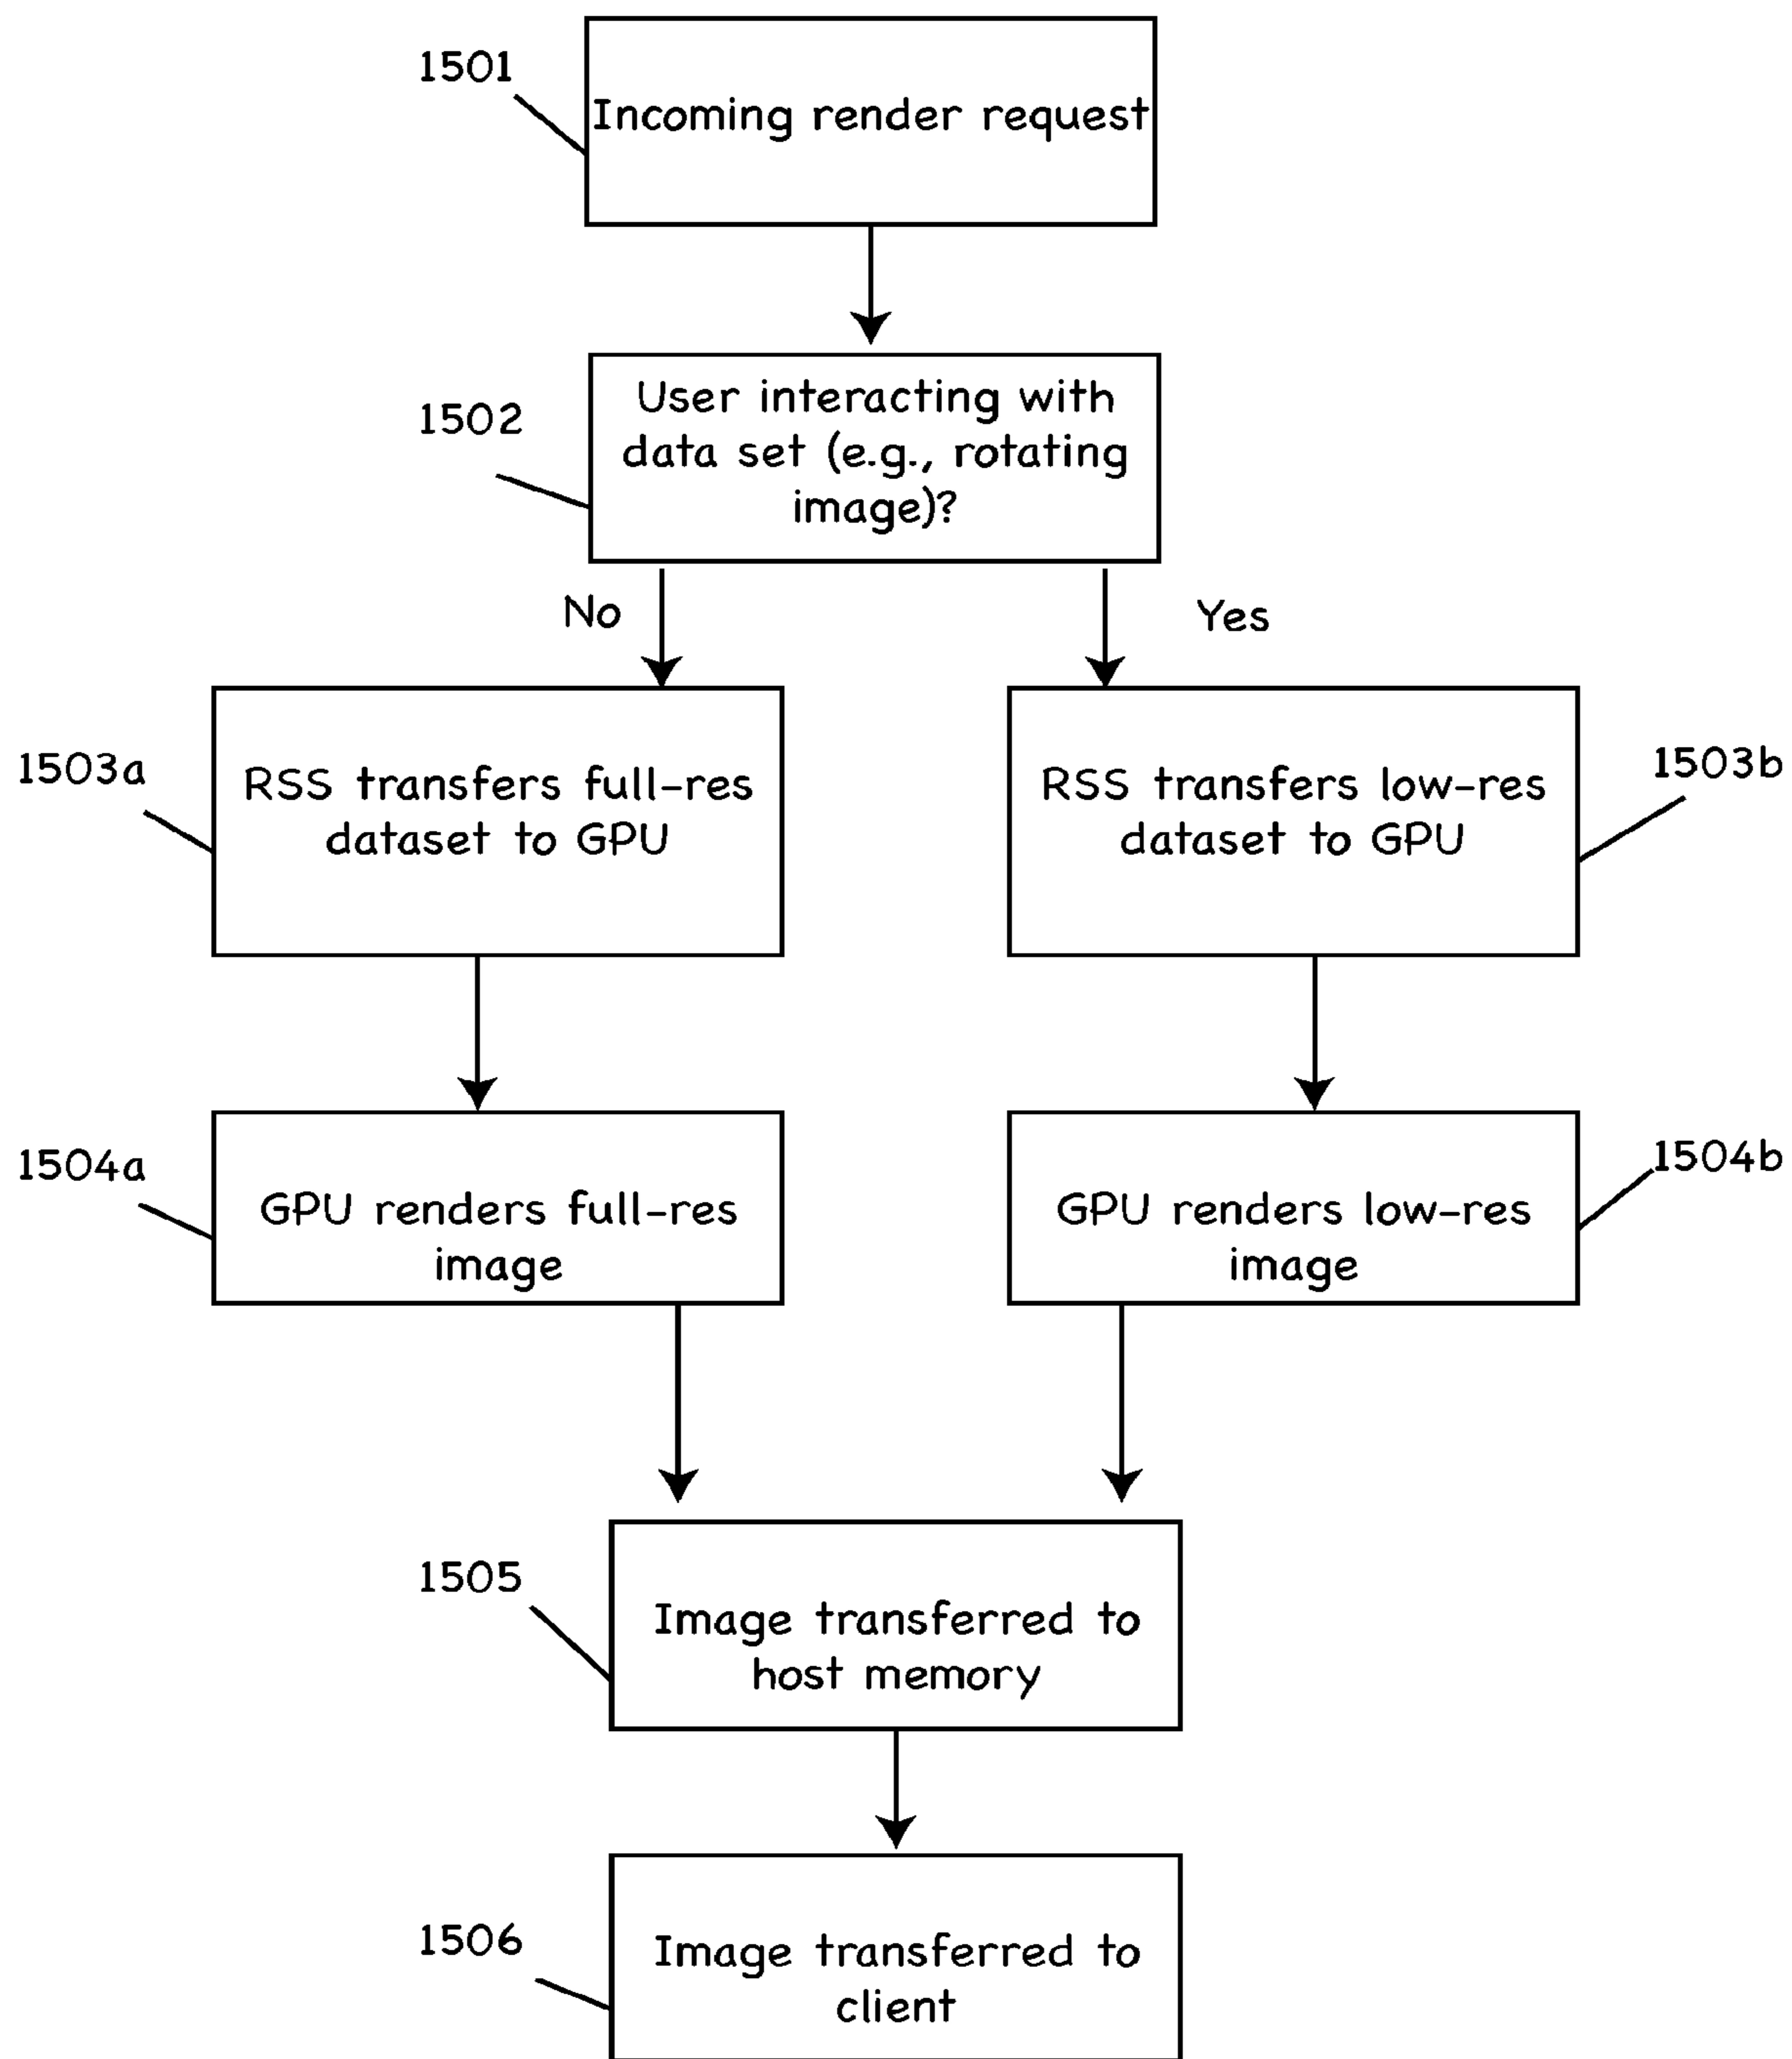 1501
Incoming render request
1502
User interacting with
data set (e.g., rotating
image)?
No
Yes
1503a
RSS transfers full-res
dataset to GPU
1503b
RSS transfers low-res
dataset to GPU
1504a
GPU renders full-res
image
1504b
GPU renders low-res
image
1505
Image transferred to
host memory
1506
Image transferred to
client